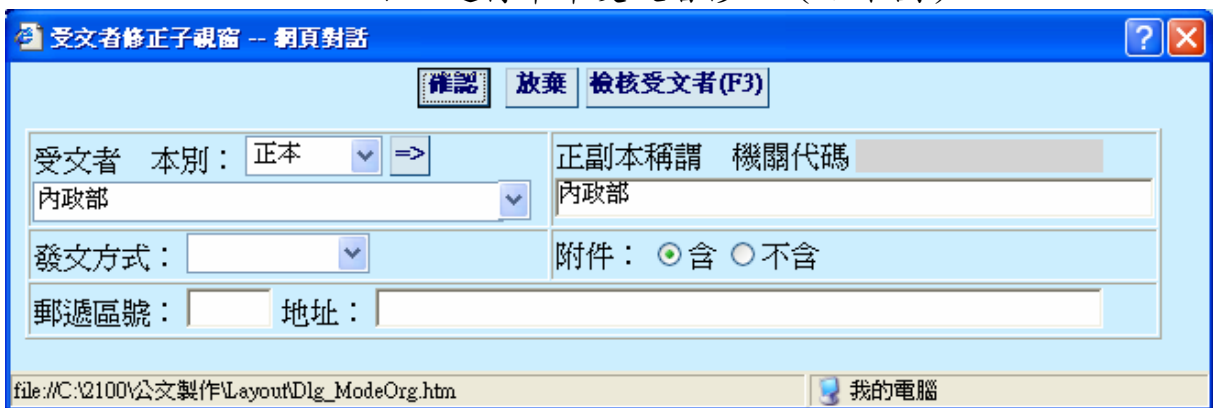 受文者修正子視窗 -- 網頁對話
確認 放棄 檢核受文者(F3)
受文者 本別： 正本 => 正副本稱謂 機關代碼
內政部 內政部
發文方式： 附件： 含 不含
郵遞區號： 地址：
file://C:\2100\公文製作\Layout\Dlg_ModeOrg.htm 我的電腦